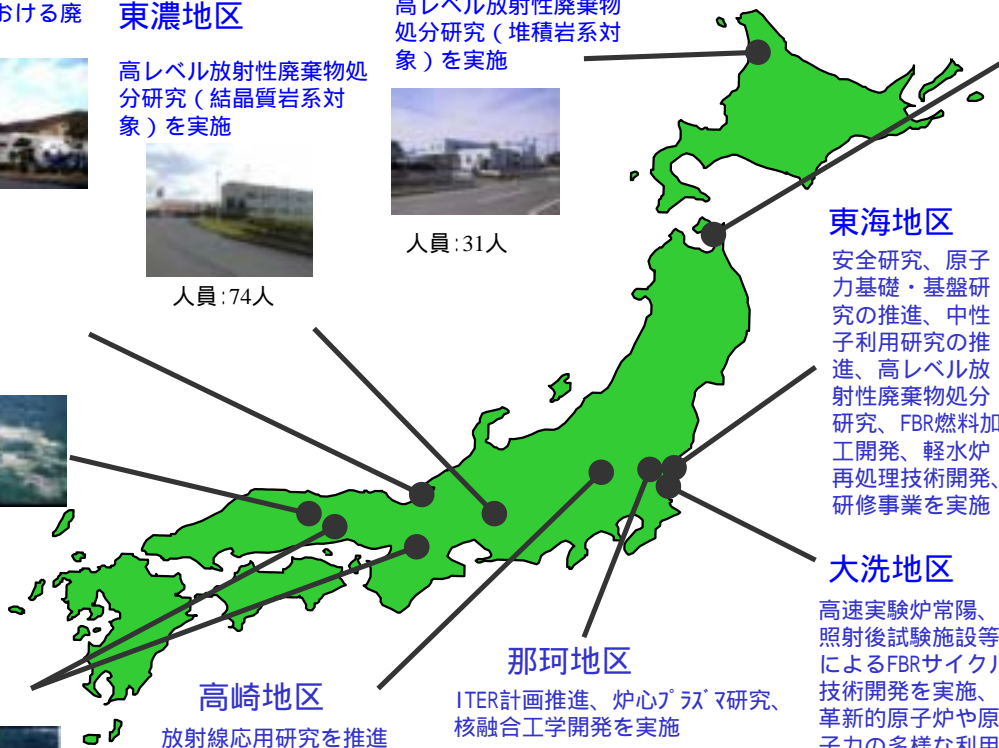 おける廃
東濃地区
高レベル放射性廃棄物処
分研究（結晶質岩系対
象）を実施
人員:74人
高レベル放射性廃棄物
処分研究（堆積岩系対
象）を実施
人員:31人
東海地区
安全研究、原子
力基礎・基盤研
究の推進、中性
子利用研究の推
進、高レベル放
射性廃棄物処分
研究、FBR燃料加
工開発、軽水炉
再処理技術開発、
研修事業を実施
大洗地区
高速実験炉常陽、
照射後試験施設等
によるFBRサイクル
技術開発を実施、
革新的原子炉や原
子力の多様な利用
那珂地区
ITER計画推進、炉心ﾌﾟﾗｽﾞﾏ研究、
核融合工学開発を実施
高崎地区
放射線応用研究を推進